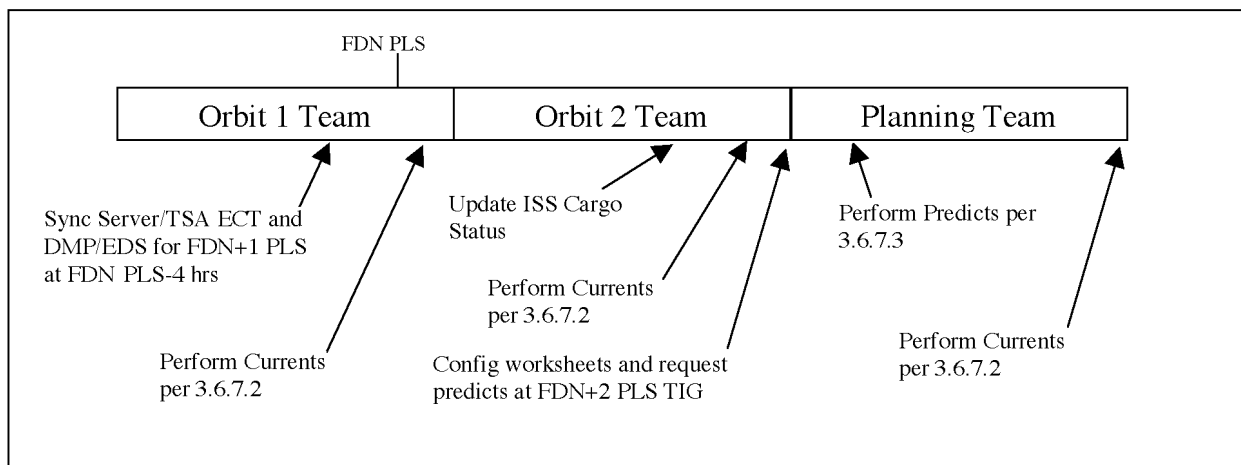 FDN PLS
Orbit 1 Team
Orbit 2 Team
Planning Team
Sync Server/TSA ECT and
DMP/EDS for FDN+1 PLS
at FDN PLS-4 hrs
Perform Currents
per 3.6.7.2
Update ISS Cargo
Status
Perform Currents
per 3.6.7.2
Config worksheets and request
predicts at FDN+2 PLS TIG
Perform Predicts per
3.6.7.3
Perform Currents
per 3.6.7.2